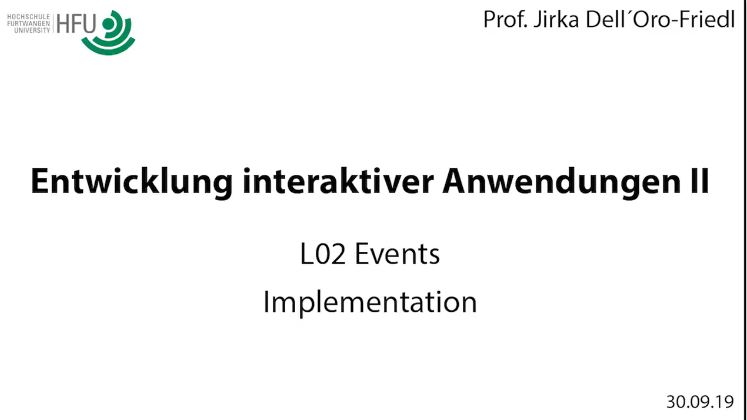 HOCHSCHULE
FURTWANGEN
UNIVERSITY
HFU
Prof. Jirka Dell´Oro-Friedl
Entwicklung interaktiver Anwendungen II
L02 Events
Implementation
30.09.19